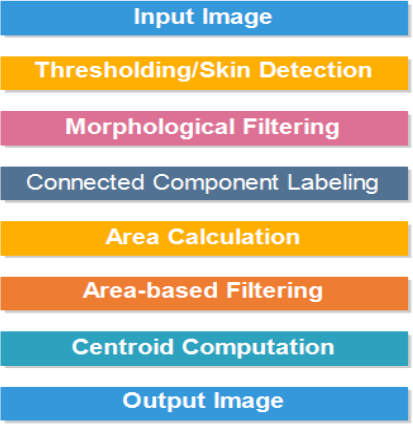 Input Image
Thresholding/Skin Detection
Morphological Filtering
Connected Component Labeling
Area Calculation
Area-based Filtering
Centroid Computation
Output Image